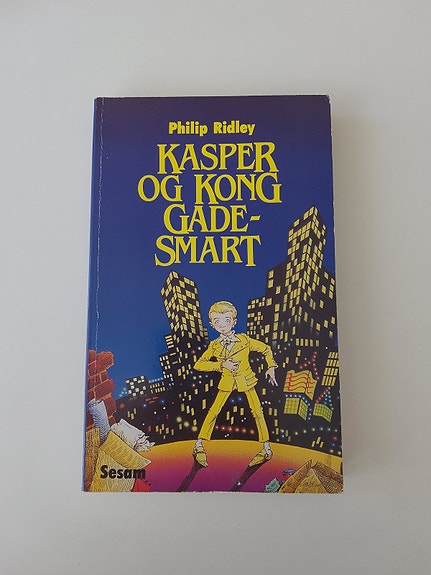 Philip Ridley
KASPER
OG KONG
GADE-
SMART
Sesam